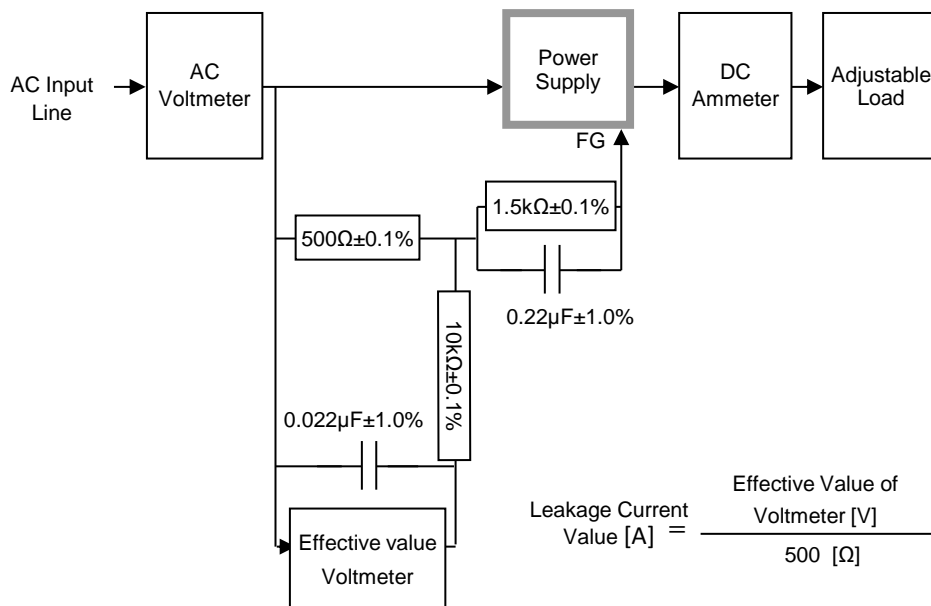 AC Input
Line
AC
Voltmeter
Power
Supply
DC
Ammeter
Adjustable
Load
FG
1.5kΩ±0.1%
500Ω±0.1%
0.22µF±1.0%
10kΩ±0.1%
0.022µF±1.0%
Effective value
Voltmeter
Leakage Current
Value [A]
=
Effective Value of
Voltmeter [V]
500 [Ω]